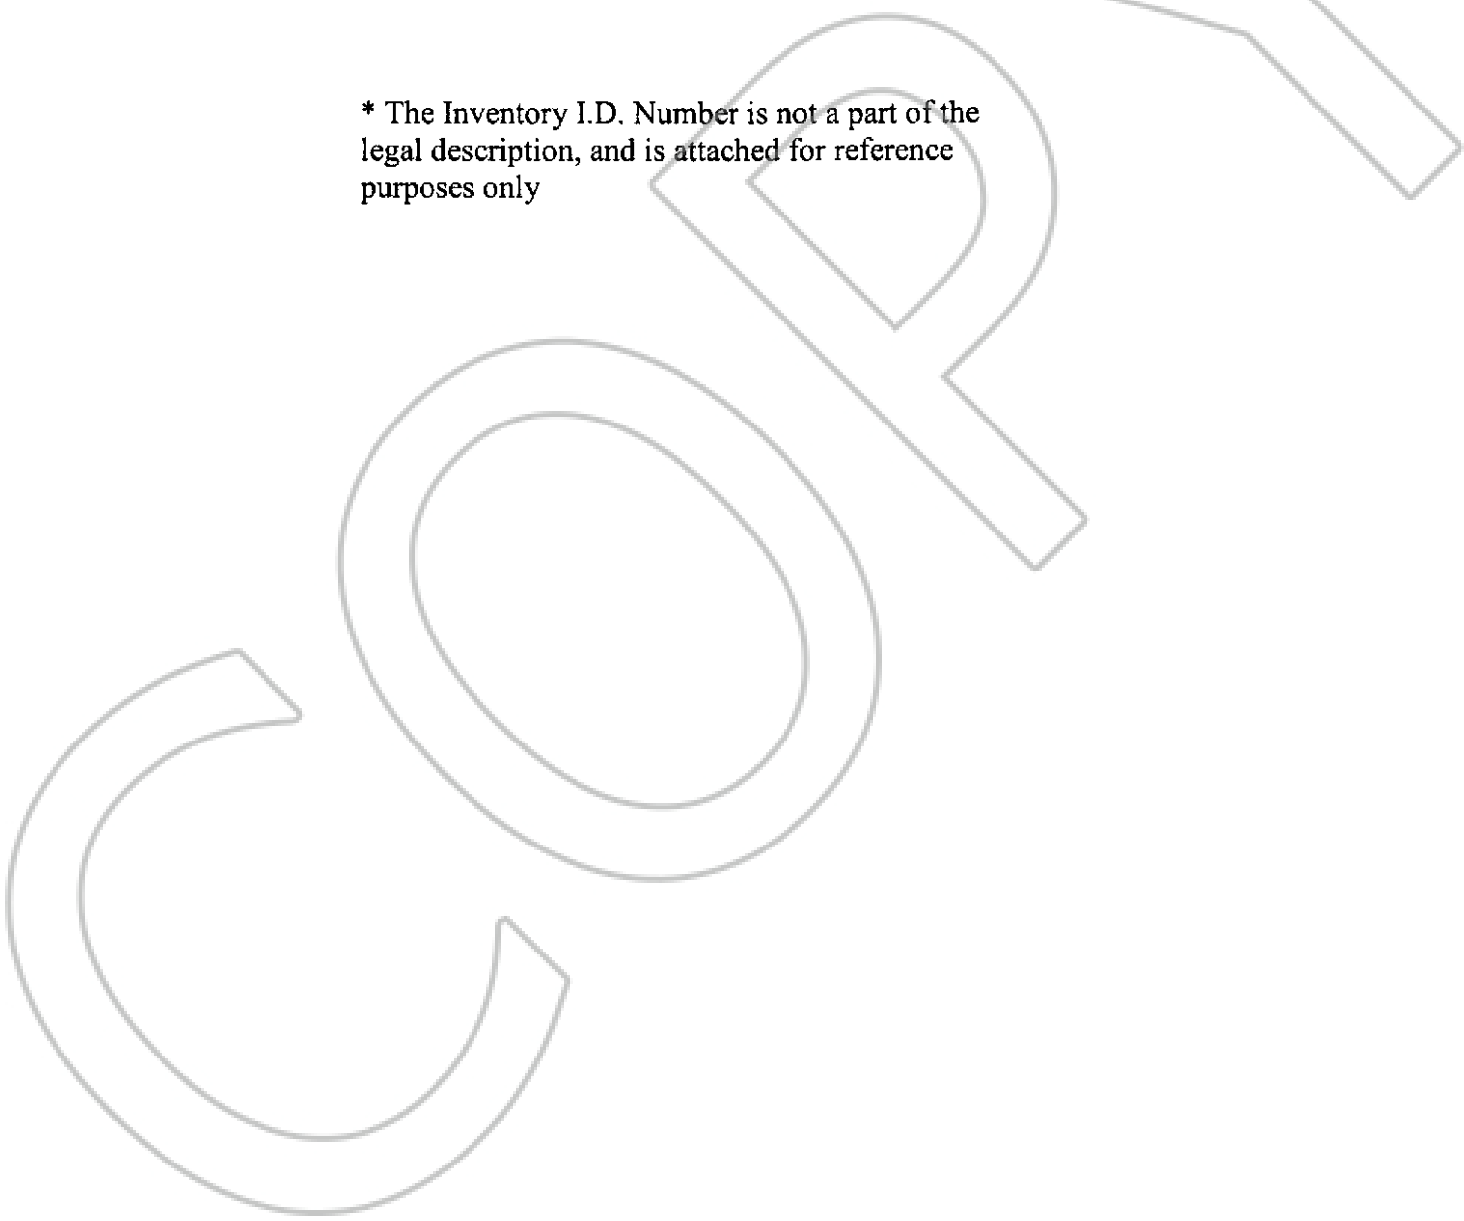 * The Inventory I.D. Number is not a part of the
legal description, and is attached for reference
purposes only
COPY